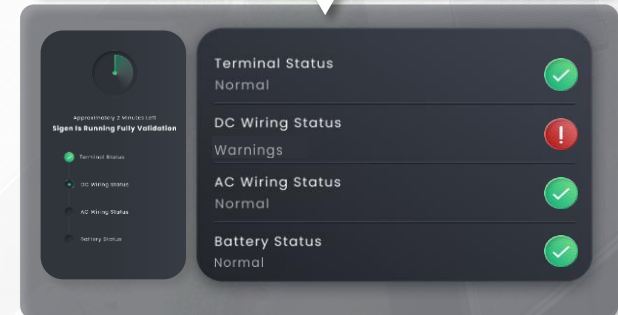 Approximately 2 Minutes Left
Sigen Is Running Fully Validation
Terminal Status
DC Wiring Status
AC Wiring Status
Battery Status
Terminal Status
Normal
DC Wiring Status
Warnings
AC Wiring Status
Normal
Battery Status
Normal